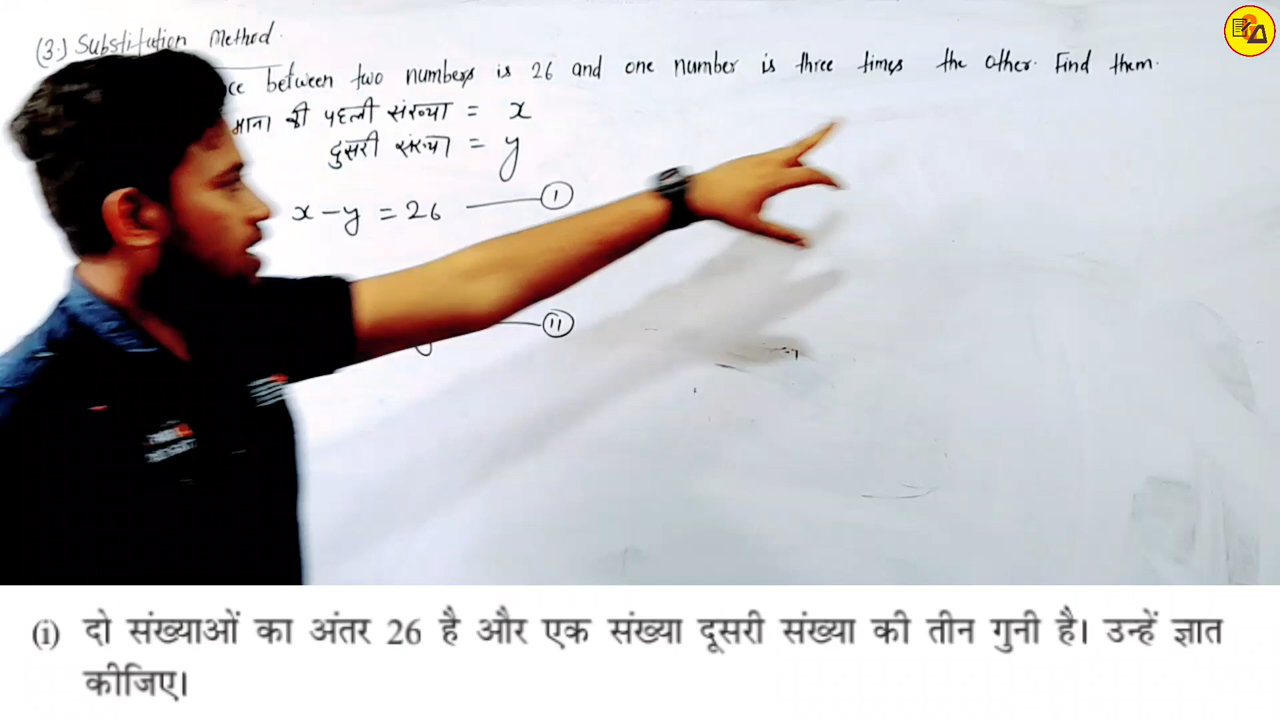 (3.) Substitution Method.
ce between two numbers is 26 and one number is three times the other. Find them.
माना की पहली संख्या = x
दुसरी संख्या = y
x - y = 26 ——— (1)
(11)
(i) दो संख्याओं का अंतर 26 है और एक संख्या दूसरी संख्या की तीन गुनी है। उन्हें ज्ञात
कीजिए।